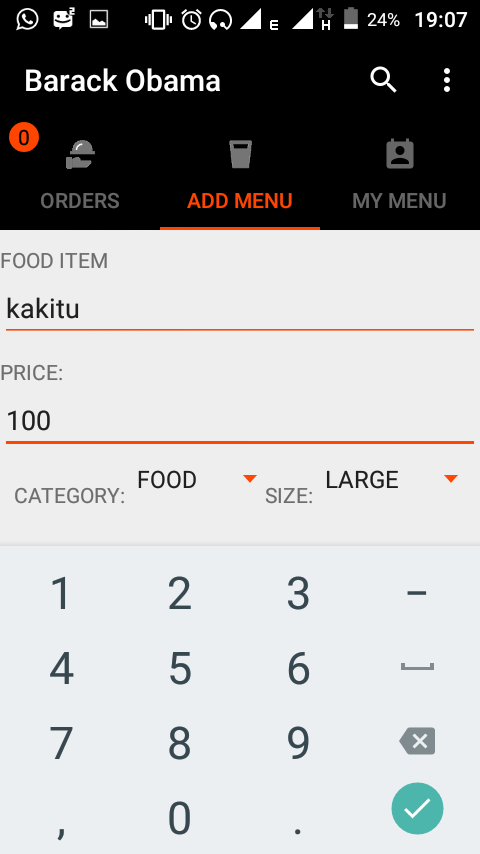 E H 24% 19:07
Barack Obama
0
ORDERS ADD MENU MY MENU
FOOD ITEM
kakitu
PRICE:
100
CATEGORY: FOOD SIZE: LARGE
1 2 3 -
4 5 6
7 8 9
, 0 .